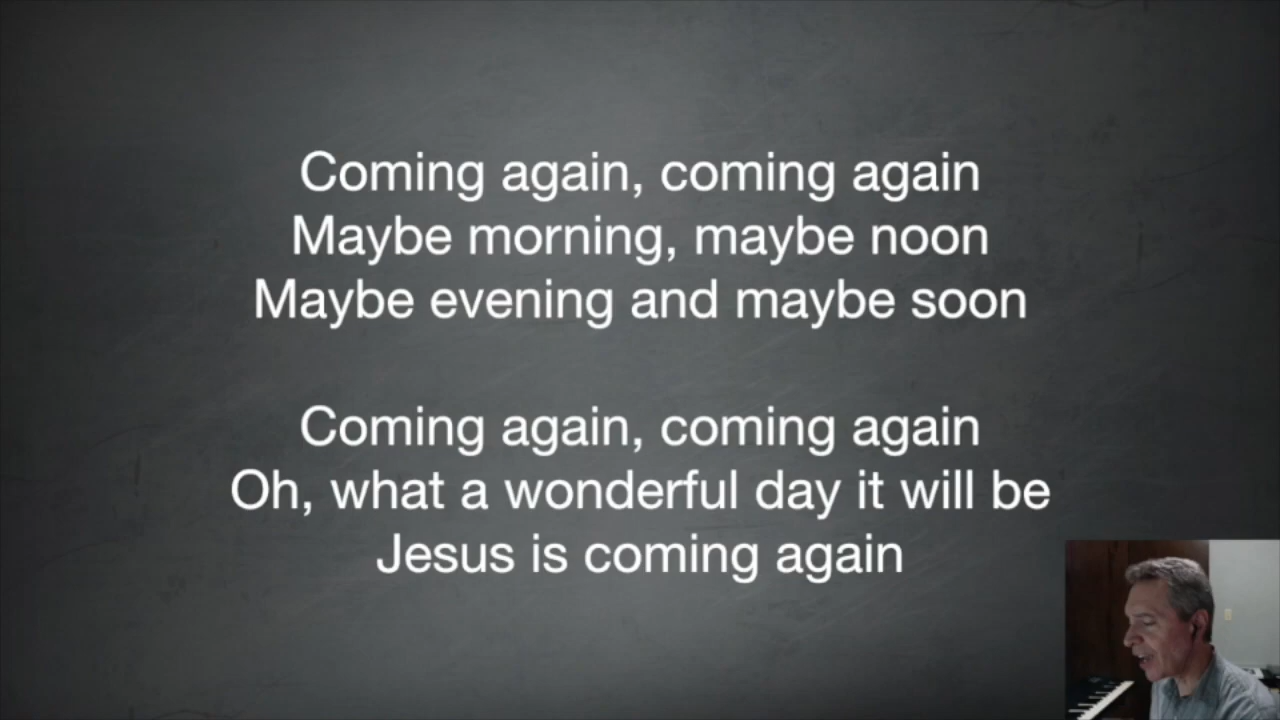 Coming again, coming again
Maybe morning, maybe noon
Maybe evening and maybe soon
Coming again, coming again
Oh, what a wonderful day it will be
Jesus is coming again